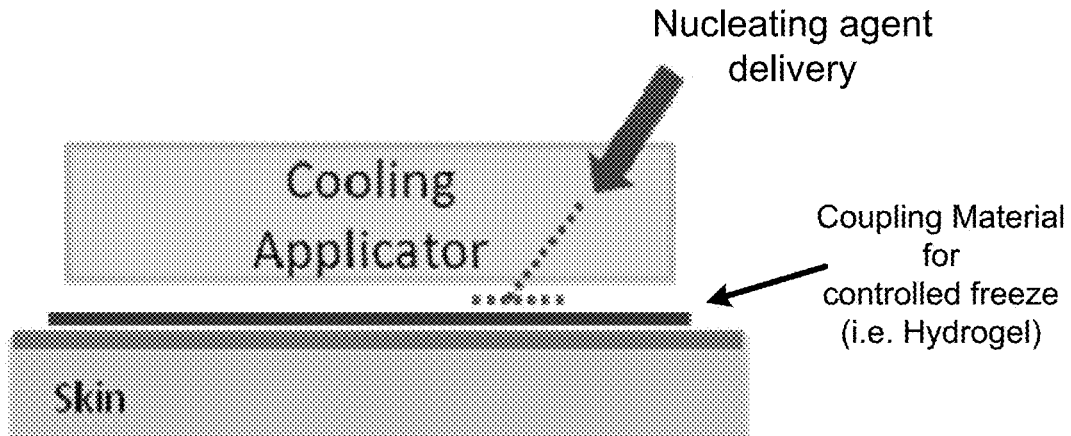 Nucleating agent
delivery
Cooling
Applicator
Coupling Material
for
controlled freeze
(i.e. Hydrogel)
Skin